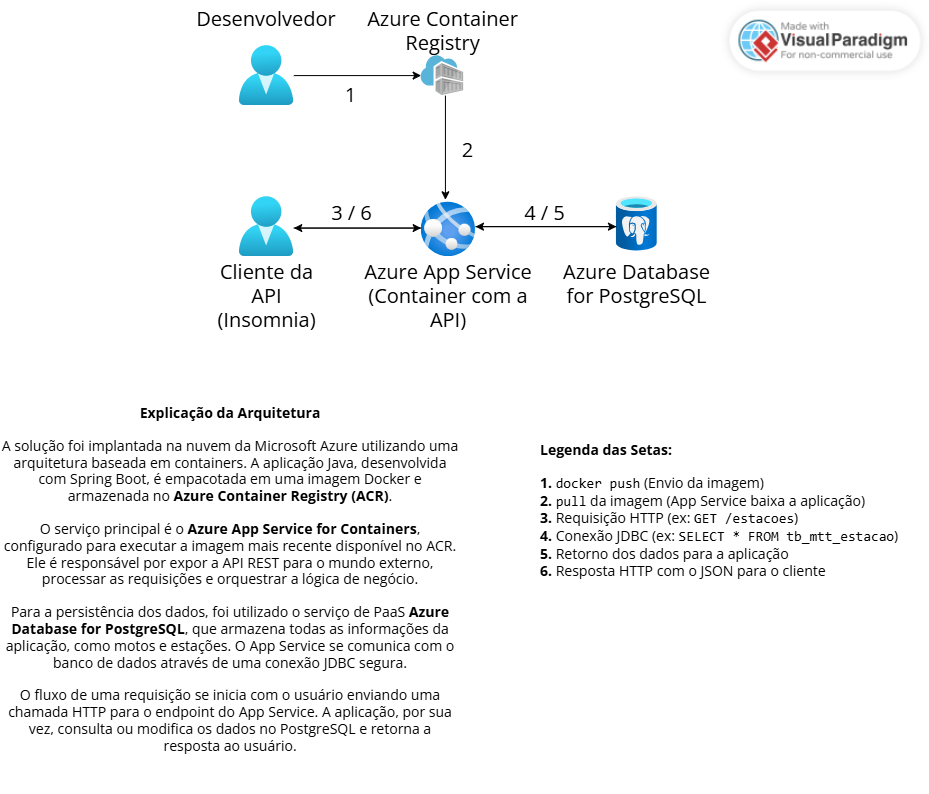 Desenvolvedor
Azure Container
Registry
Made with
VisualParadigm
For non-commercial use
1
2
3 / 6
4 / 5
Cliente da
API
(Insomnia)
Azure App Service
(Container com a
API)
Azure Database
for PostgreSQL
Explicação da Arquitetura
A solução foi implantada na nuvem da Microsoft Azure utilizando uma
arquitetura baseada em containers. A aplicação Java, desenvolvida
com Spring Boot, é empacotada em uma imagem Docker e
armazenada no Azure Container Registry (ACR).
O serviço principal é o Azure App Service for Containers,
configurado para executar a imagem mais recente disponível no ACR.
Ele é responsável por expor a API REST para o mundo externo,
processar as requisições e orquestrar a lógica de negócio.
Para a persistência dos dados, foi utilizado o serviço de PaaS Azure
Database for PostgreSQL, que armazena todas as informações da
aplicação, como motos e estações. O App Service se comunica com o
banco de dados através de uma conexão JDBC segura.
O fluxo de uma requisição se inicia com o usuário enviando uma
chamada HTTP para o endpoint do App Service. A aplicação, por sua
vez, consulta ou modifica os dados no PostgreSQL e retorna a
resposta ao usuário.
Legenda das Setas:
1. docker push (Envio da imagem)
2. pull da imagem (App Service baixa a aplicação)
3. Requisição HTTP (ex: GET /estacoes)
4. Conexão JDBC (ex: SELECT * FROM tb_mtt_estacao)
5. Retorno dos dados para a aplicação
6. Resposta HTTP com o JSON para o cliente